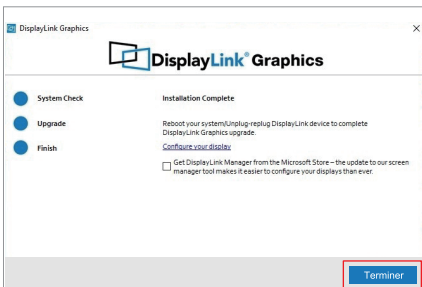 DisplayLink Graphics
DisplayLink® Graphics
System Check
Installation Complete
Upgrade
Reboot your system/Unplug-replug DisplayLink device to complete
DisplayLink Graphics upgrade.
Finish
Configure your display
Get DisplayLink Manager from the Microsoft Store – the update to our screen
manager tool makes it easier to configure your displays than ever.
Terminer